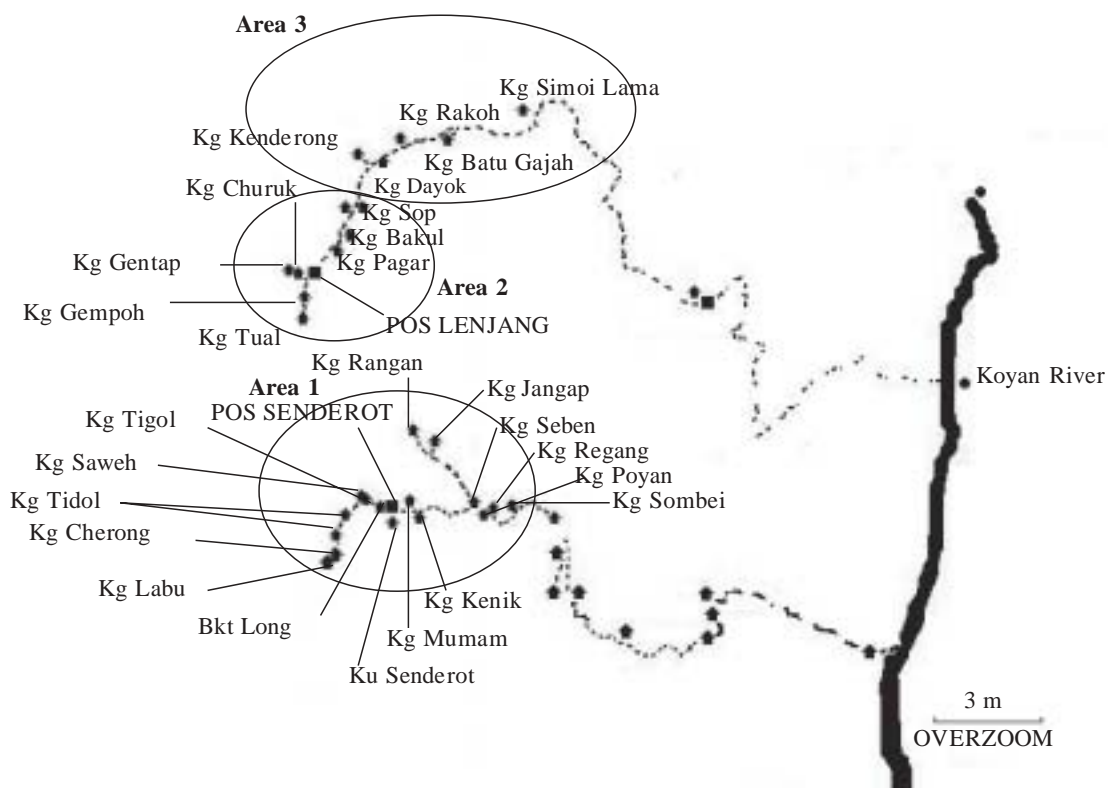 Area 3
Kg Simoi Lama
Kg Rakoh
Kg Kenderong
Kg Batu Gajah
Kg Churuk
Kg Dayok
Kg Sop
Kg Bakul
Kg Gentap
Kg Pagar
Area 2
Kg Gempoh
POS LENJANG
Kg Tual
Kg Rangan
Koyan River
Area 1
Kg Jangap
POS SENDEROT
Kg Tigol
Kg Seben
Kg Regang
Kg Saweh
Kg Poyan
Kg Tidol
Kg Sombei
Kg Cherong
Kg Labu
Kg Kenik
Bkt Long
Kg Mumam
Ku Senderot
3 m
OVERZOOM